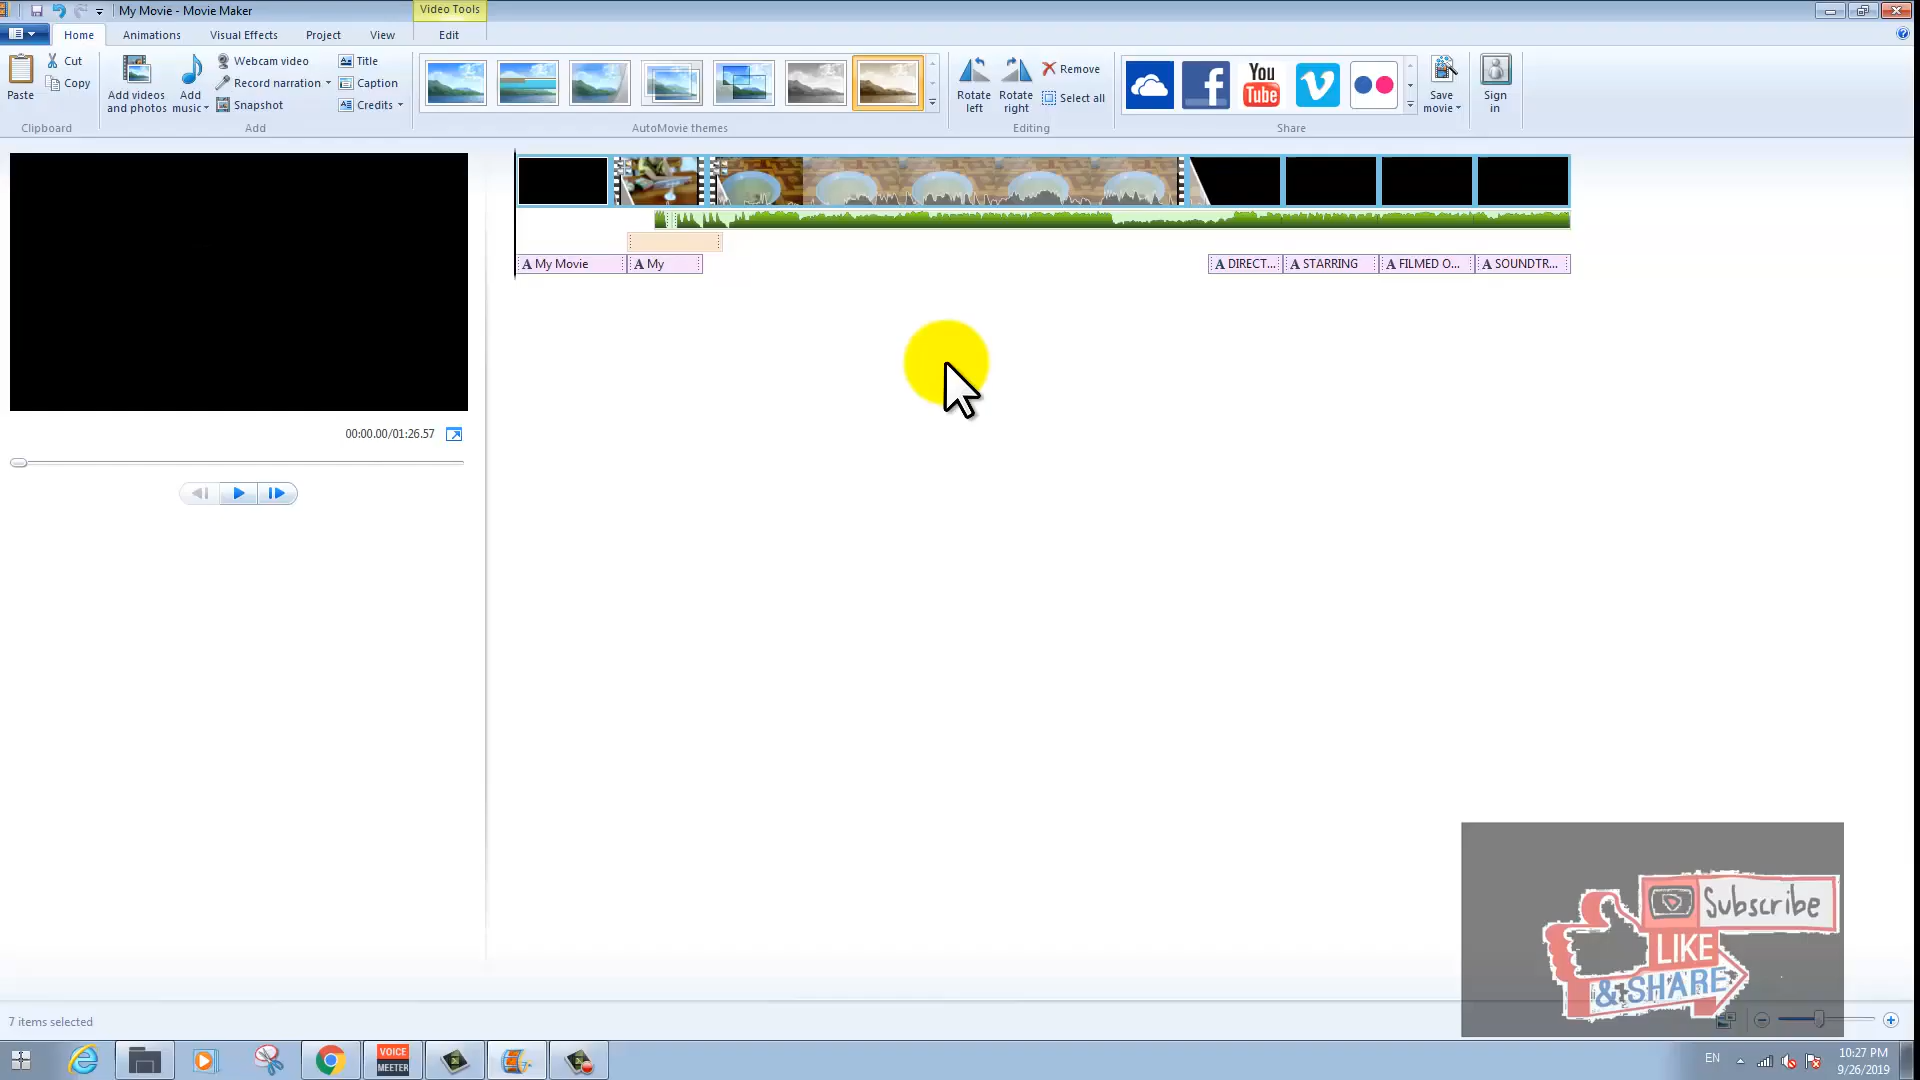 My Movie - Movie Maker
Video Tools
Home
Animations
Visual Effects
Project
View
Edit
Paste
Cut
Copy
Clipboard
Add videos
and photos
Add
music
Webcam video
Record narration
Snapshot
Title
Caption
Credits
Add
AutoMovie themes
Rotate
left
Rotate
right
Remove
Select all
Editing
You
Tube
Share
Save
movie
Sign
in
A My Movie
A My
A DIRECT...
A STARRING
A FILMED O...
A SOUNDTR...
00:00.00/01:26.57
Subscribe
LIKE
& SHARE
7 items selected
VOICE
MEETER
EN
10:27 PM
9/26/2019